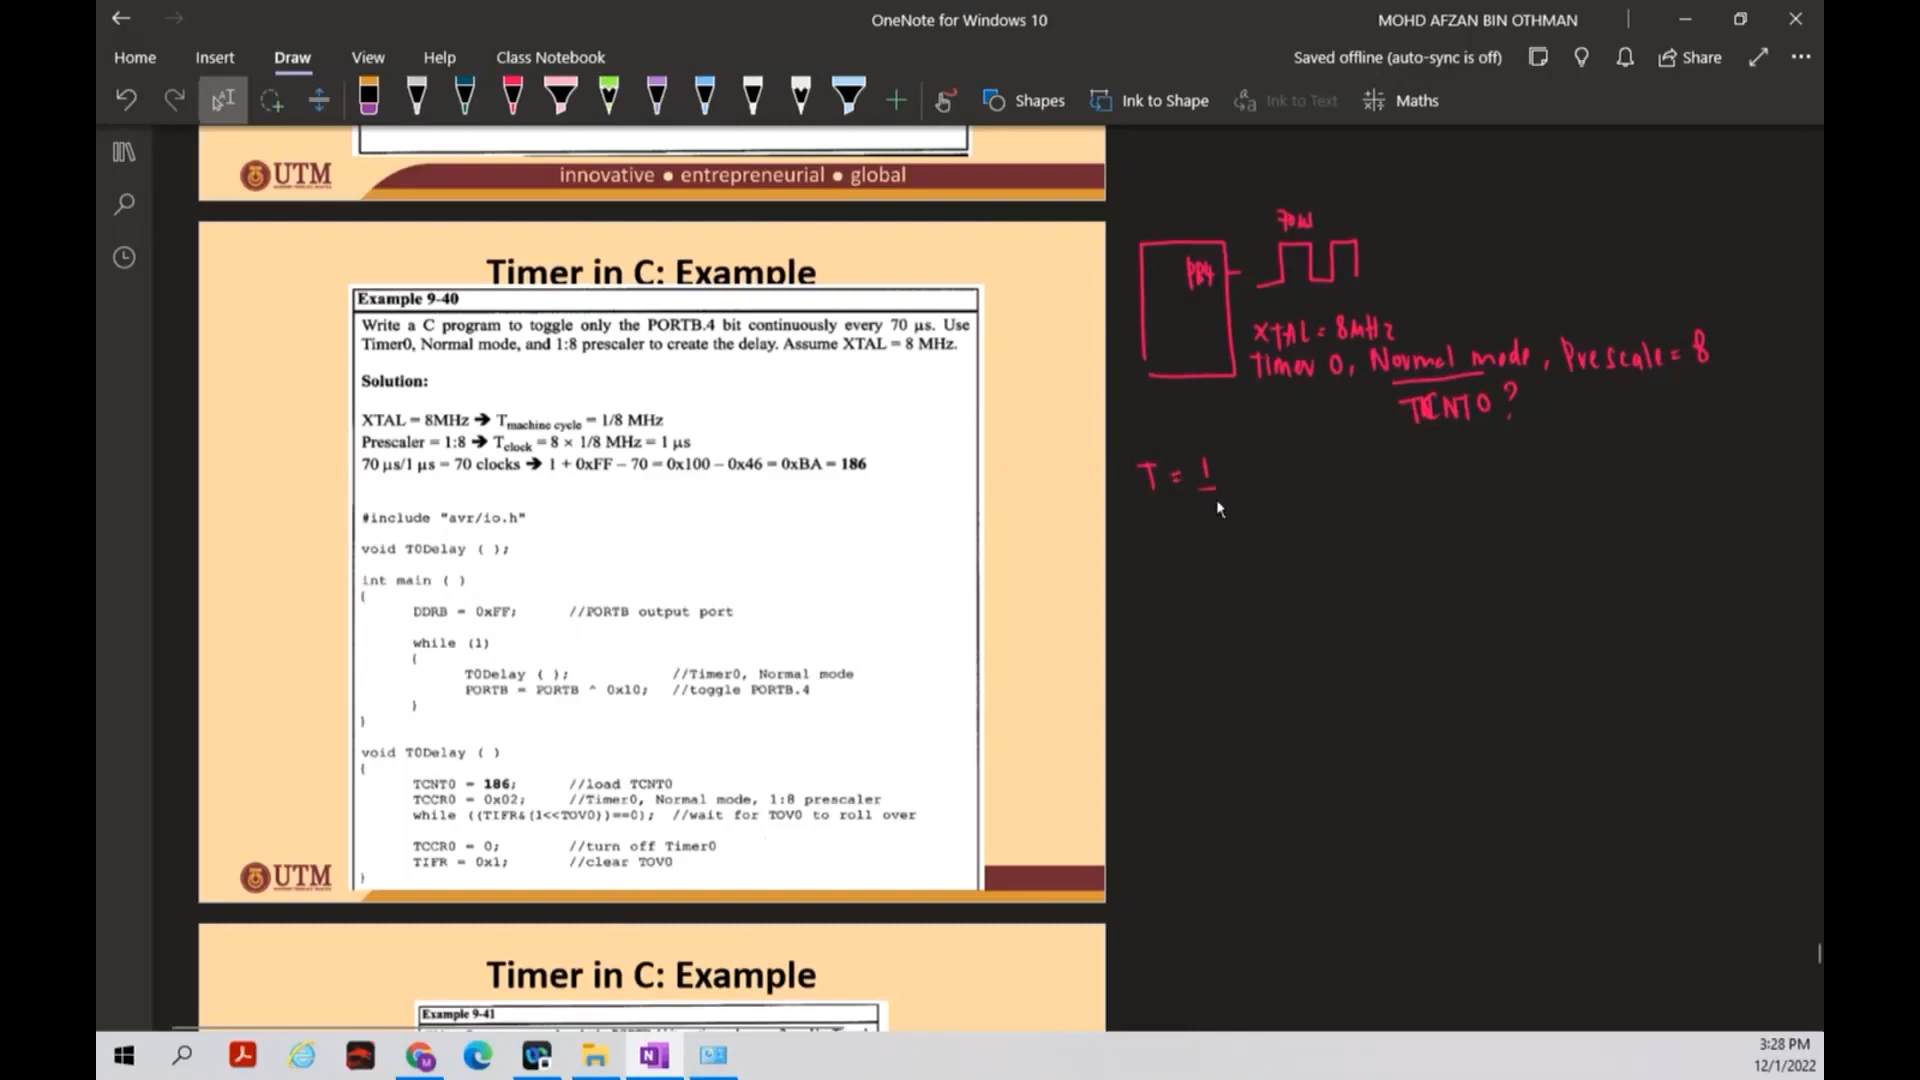 OneNote for Windows 10
MOHD AFZAN BIN OTHMAN
Home Insert Draw View Help Class Notebook
Saved offline (auto-sync is off) Share
Shapes Ink to Shape Ink to Text Maths
UTM
innovative ● entrepreneurial ● global
Timer in C: Example
Example 9-40
Write a C program to toggle only the PORTB.4 bit continuously every 70 µs. Use
Timer0, Normal mode, and 1:8 prescaler to create the delay. Assume XTAL = 8 MHz.
Solution:
XTAL = 8MHz ➔ Tmachine cycle = 1/8 MHz
Prescaler = 1:8 ➔ Tclock = 8 × 1/8 MHz = 1 µs
70 µs/1 µs = 70 clocks ➔ 1 + 0xFF – 70 = 0x100 – 0x46 = 0xBA = 186
#include "avr/io.h"
void T0Delay ( );
int main ( )
{
DDRB = 0xFF; //PORTB output port
while (1)
{
T0Delay ( ); //Timer0, Normal mode
PORTB = PORTB ^ 0x10; //toggle PORTB.4
}
}
void T0Delay ( )
{
TCNT0 = 186; //load TCNT0
TCCR0 = 0x02; //Timer0, Normal mode, 1:8 prescaler
while ((TIFR&(1<<TOV0))==0); //wait for TOV0 to roll over
TCCR0 = 0; //turn off Timer0
TIFR = 0x1; //clear TOV0
}
UTM
Timer in C: Example
Example 9-41
PB4
XTAL = 8MHz
Timer 0, Normal mode, Prescale = 8
TCNT0 ?
T = 1
3:28 PM
12/1/2022